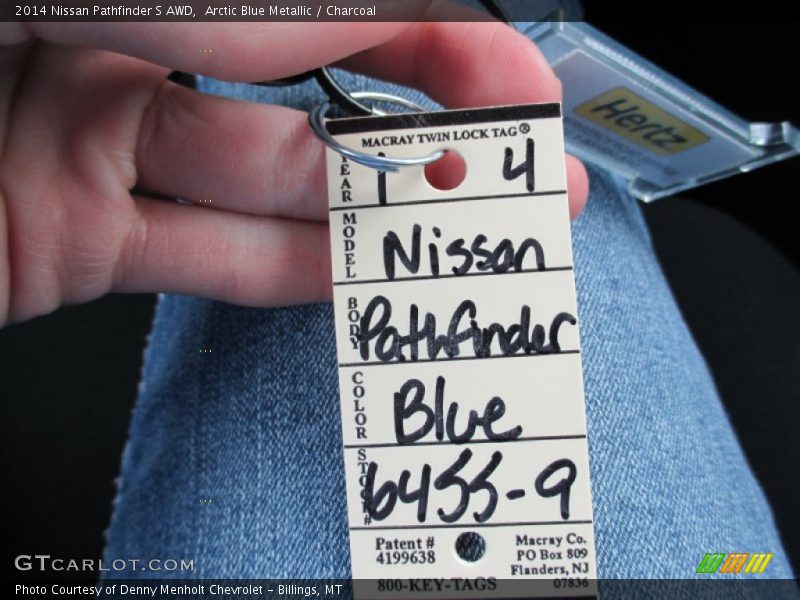 2014 Nissan Pathfinder S AWD,  Arctic Blue Metallic / Charcoal
Hertz
MACRAY TWIN LOCK TAG®
YEAR
14
MODEL
Nissan
BODY
Pathfinder
COLOR
Blue
STOCK#
6455-9
Patent #
4199638
Macray Co.
PO Box 809
Flanders, NJ
07836
800-KEY-TAGS
GTCARLOT.COM
Photo Courtesy of Denny Menholt Chevrolet - Billings, MT